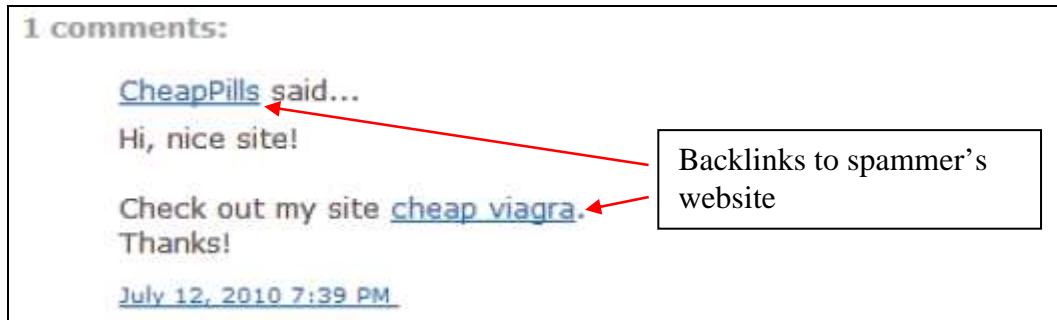 1 comments:
CheapPills said...
Hi, nice site!
Check out my site cheap viagra.
Thanks!
July 12, 2010 7:39 PM
Backlinks to spammer’s
website